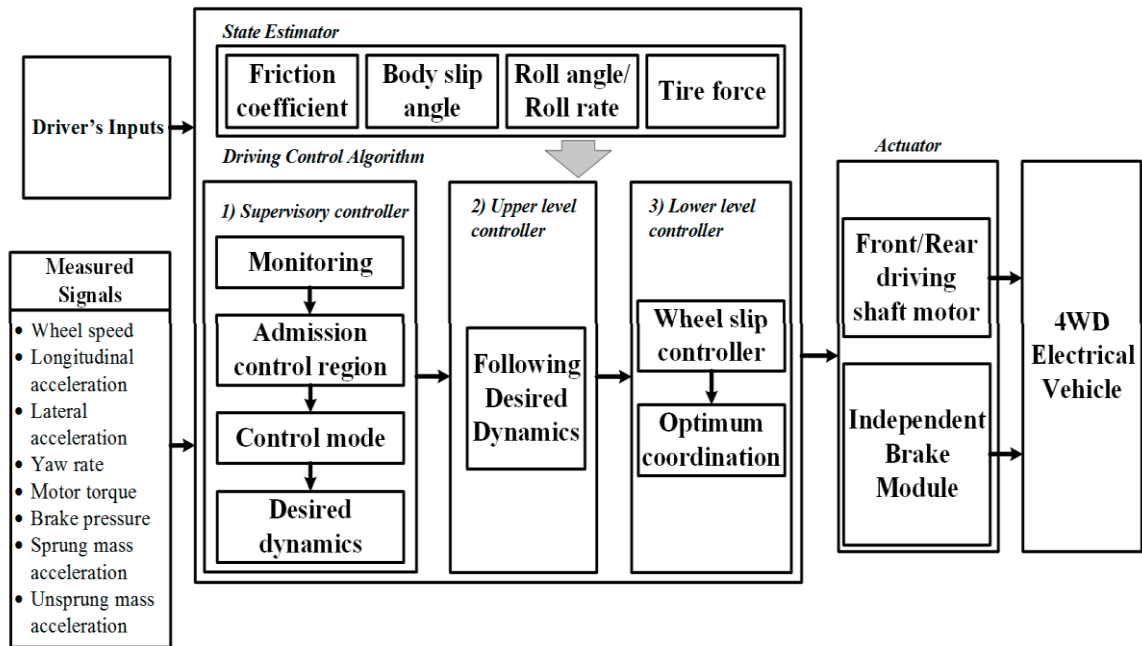 Driver's Inputs
Measured
Signals
• Wheel speed
• Longitudinal
acceleration
• Lateral
acceleration
• Yaw rate
• Motor torque
• Brake pressure
• Sprung mass
acceleration
• Unsprung mass
acceleration
State Estimator
Friction
coefficient
Body slip
angle
Roll angle/
Roll rate
Tire force
Driving Control Algorithm
1) Supervisory controller
Monitoring
Admission
control region
Control mode
Desired
dynamics
2) Upper level
controller
Following
Desired
Dynamics
3) Lower level
controller
Wheel slip
controller
Optimum
coordination
Actuator
Front/Rear
driving
shaft motor
Independent
Brake
Module
4WD
Electrical
Vehicle